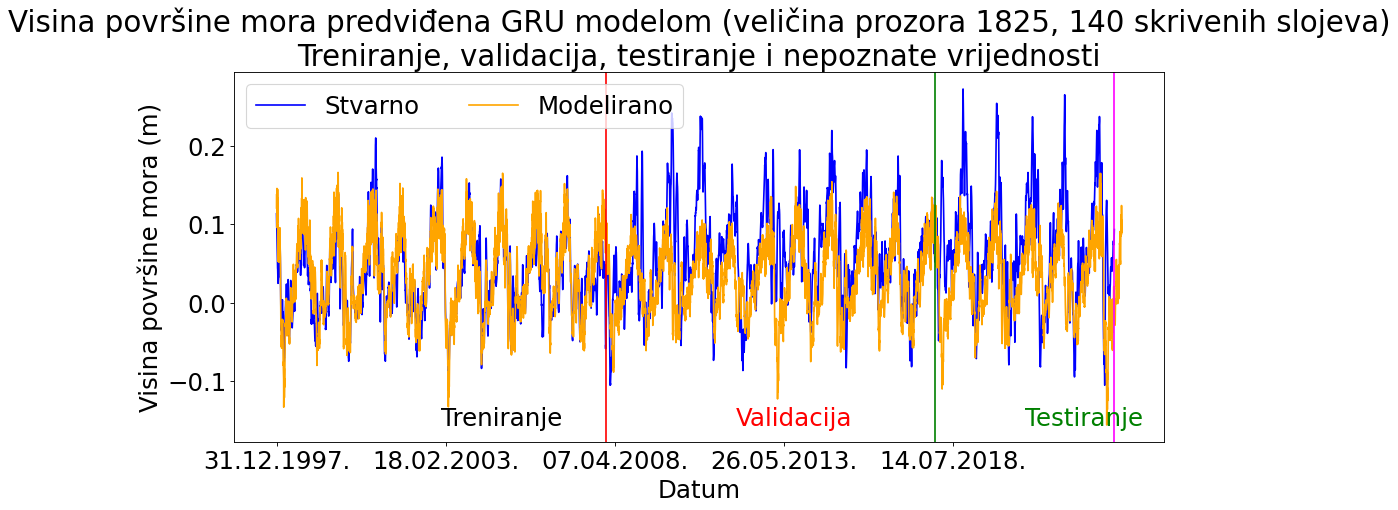 Visina površine mora predviđena GRU modelom (veličina prozora 1825, 140 skrivenih slojeva)
Treniranje, validacija, testiranje i nepoznate vrijednosti
Stvarno Modelirano
Visina površine mora (m)
0.2
0.1
0.0
−0.1
Treniranje Validacija Testiranje
31.12.1997. 18.02.2003. 07.04.2008. 26.05.2013. 14.07.2018.
Datum